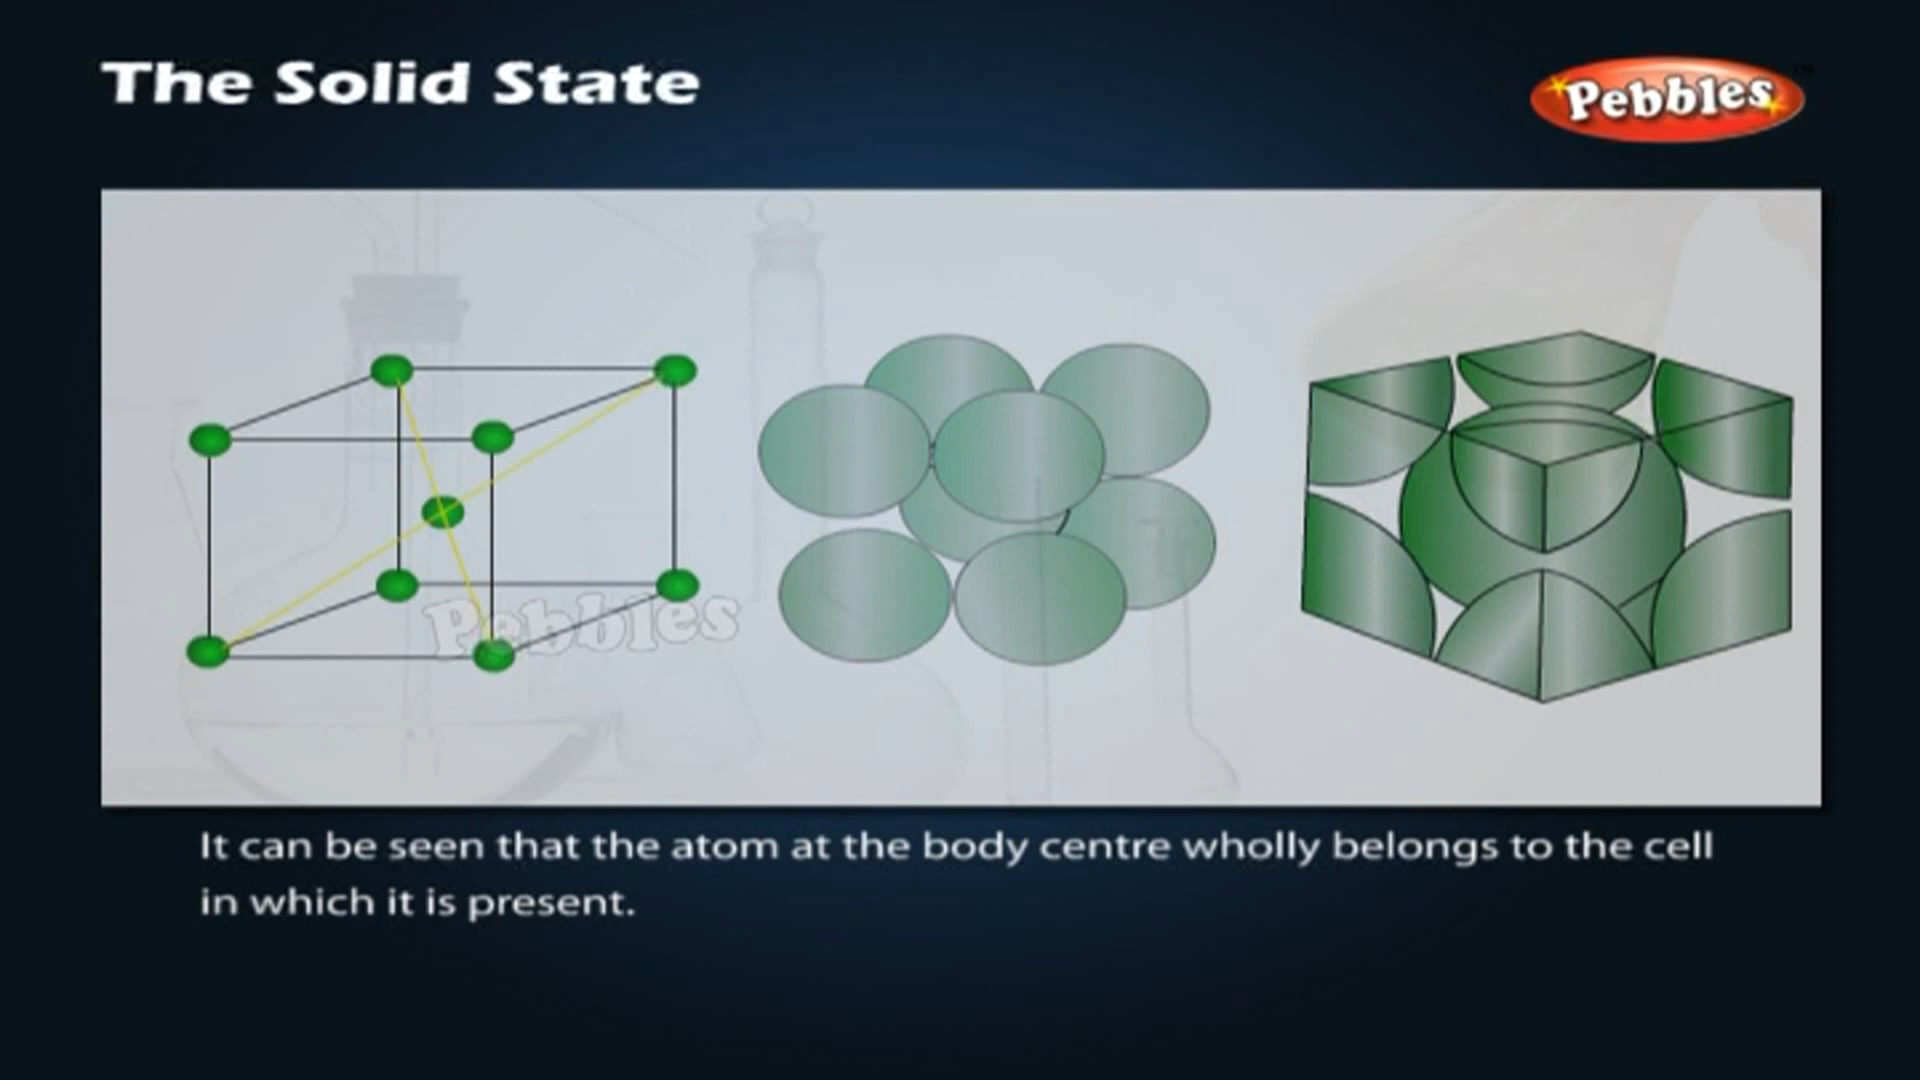 The Solid State
Pebbles
Pebbles
It can be seen that the atom at the body centre wholly belongs to the cell
in which it is present.